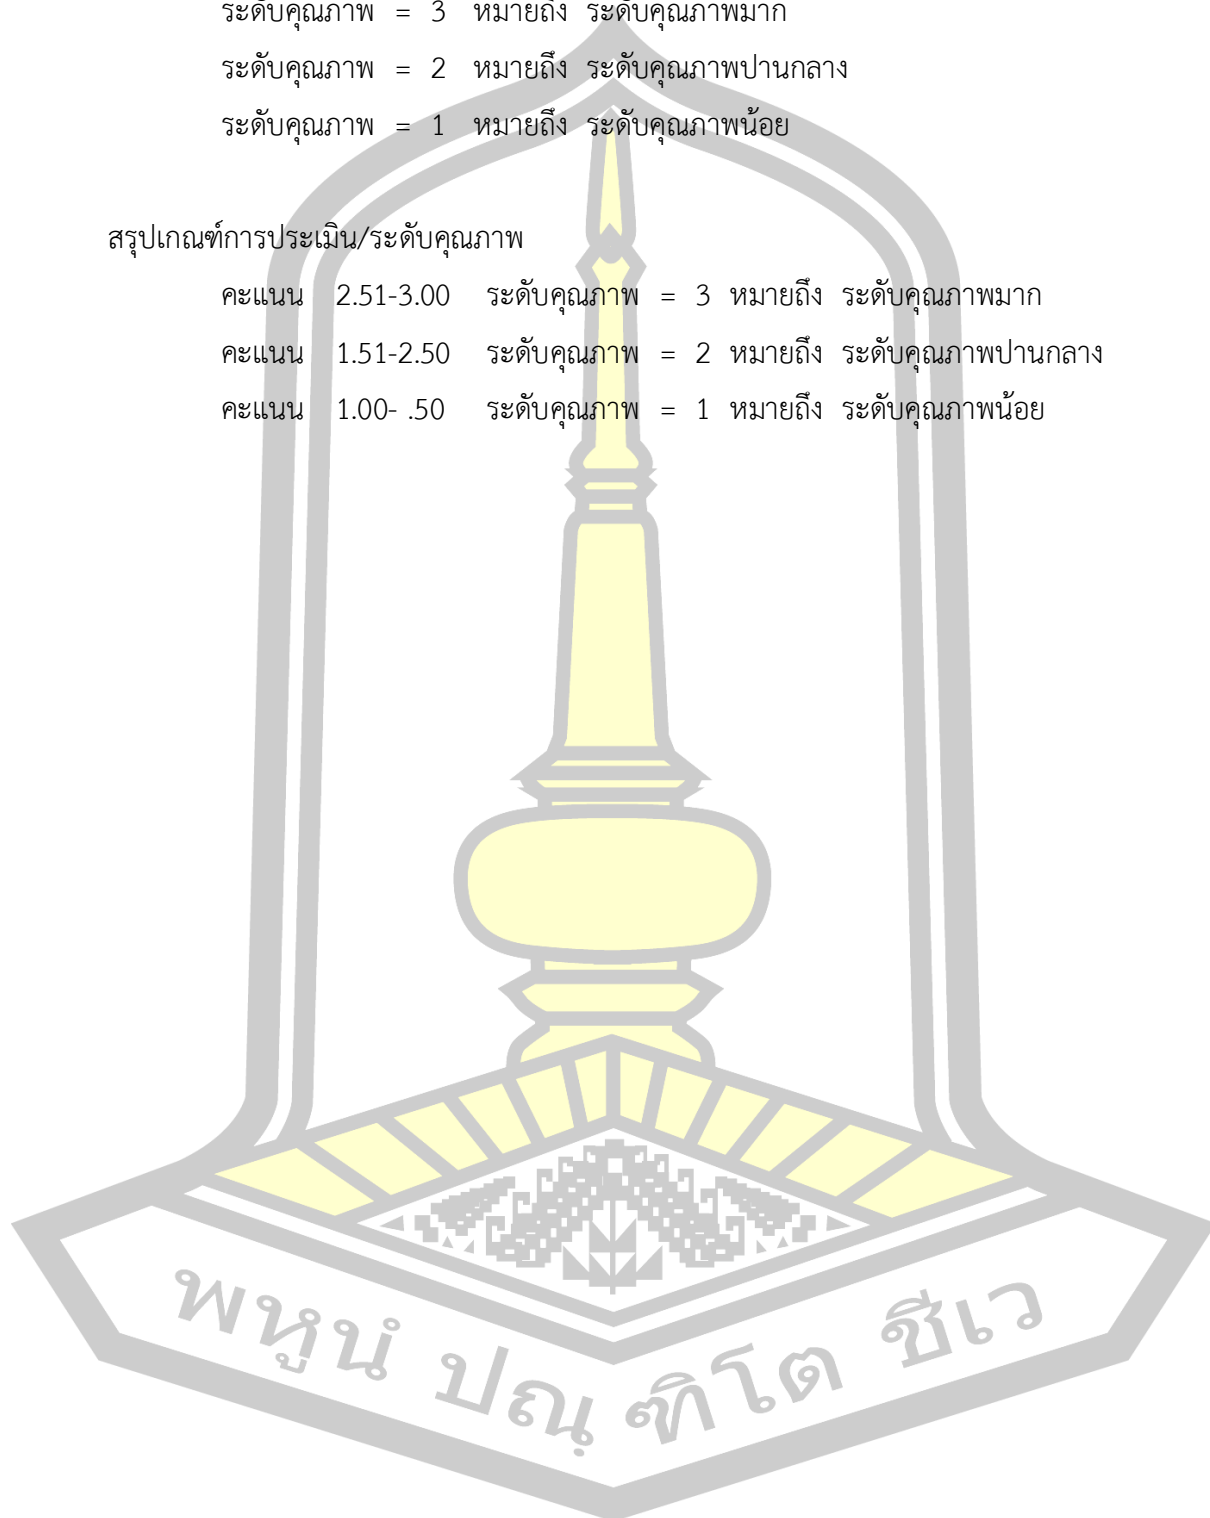 ระดับคุณภาพ = 3 หมายถึง ระดับคุณภาพมาก
ระดับคุณภาพ = 2 หมายถึง ระดับคุณภาพปานกลาง
ระดับคุณภาพ = 1 หมายถึง ระดับคุณภาพน้อย
สรุปเกณฑ์การประเมิน/ระดับคุณภาพ
คะแนน 2.51-3.00 ระดับคุณภาพ = 3 หมายถึง ระดับคุณภาพมาก
คะแนน 1.51-2.50 ระดับคุณภาพ = 2 หมายถึง ระดับคุณภาพปานกลาง
คะแนน 1.00- .50 ระดับคุณภาพ = 1 หมายถึง ระดับคุณภาพน้อย
พหูนํ ปณฺฑิโต ชีเว